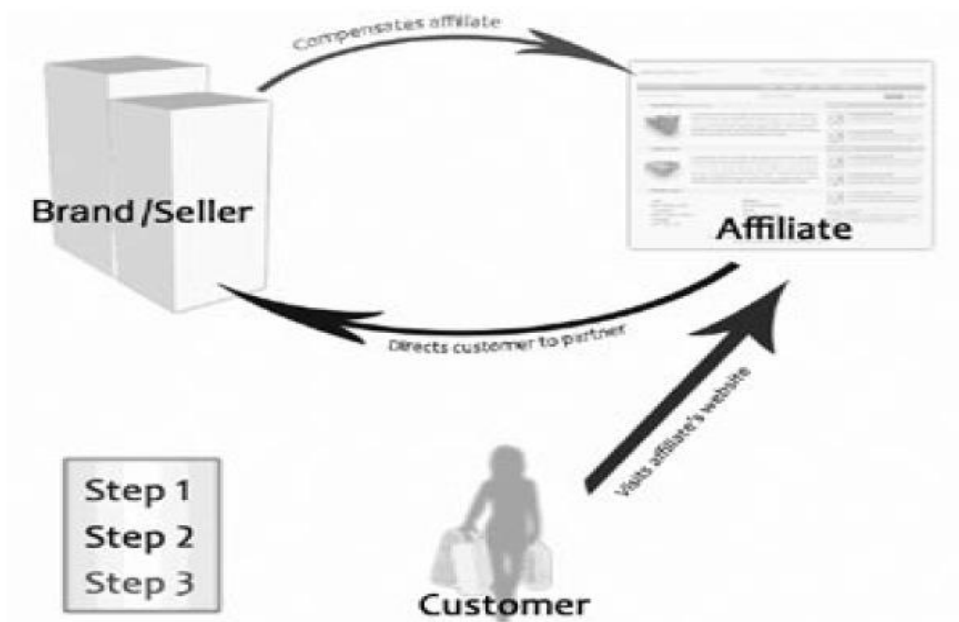 Compensates affiliate
Brand/Seller
Affiliate
Directs customer to partner
Visits affiliate's website
Step 1
Step 2
Step 3
Customer